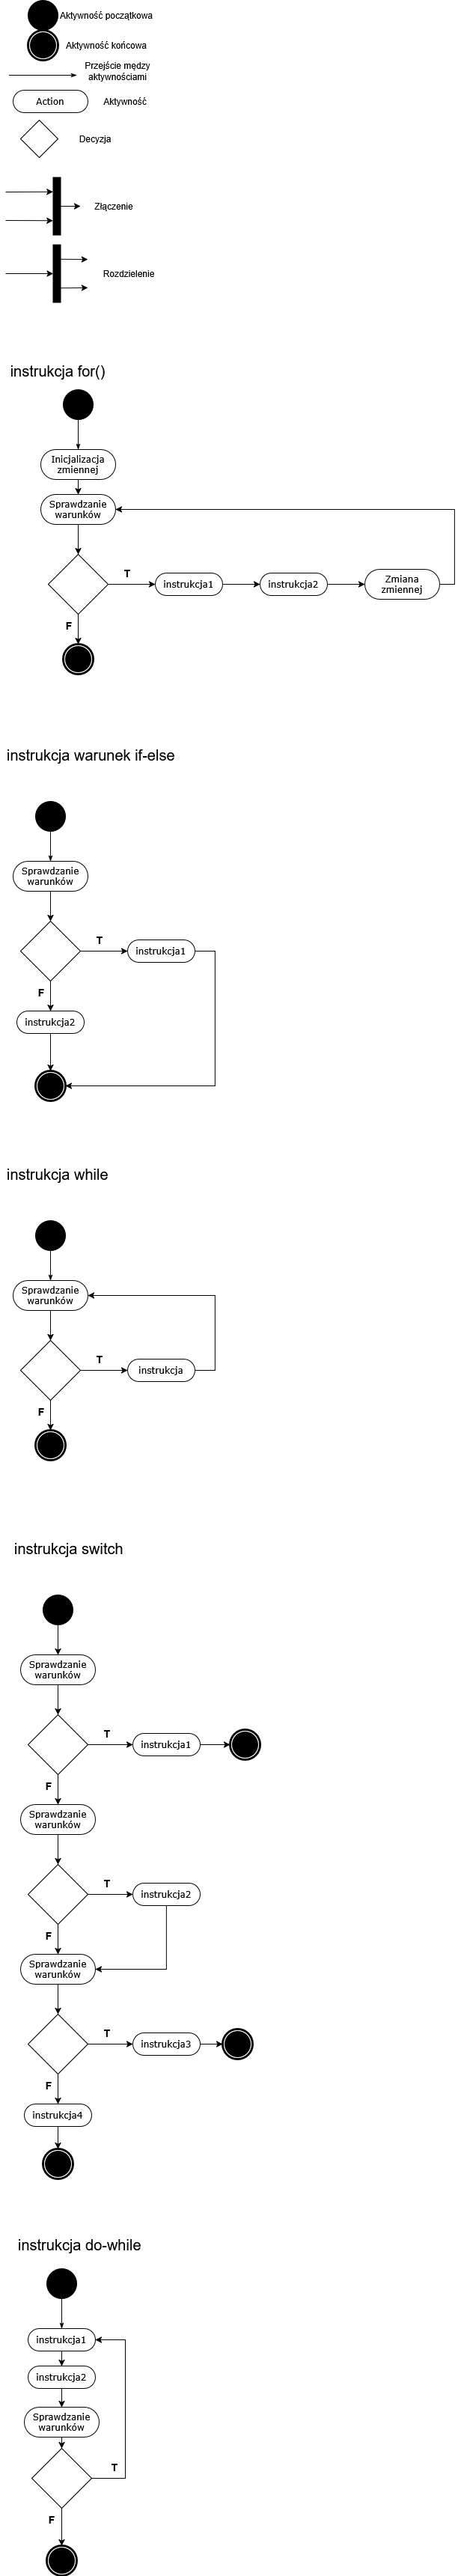 Aktywność początkowa
Aktywność końcowa
Przejście między
aktywnościami
Action
Aktywność
Decyzja
Złączenie
Rozdzielenie
instrukcja for()
Inicjalizacja
zmiennej
Sprawdzanie
warunków
T
instrukcja1
instrukcja2
Zmiana
zmiennej
F
instrukcja warunek if-else
Sprawdzanie
warunków
T
instrukcja1
F
instrukcja2
instrukcja while
Sprawdzanie
warunków
T
instrukcja
F
instrukcja switch
Sprawdzanie
warunków
T
instrukcja1
F
Sprawdzanie
warunków
T
instrukcja2
F
Sprawdzanie
warunków
T
instrukcja3
F
instrukcja4
instrukcja do-while
instrukcja1
instrukcja2
Sprawdzanie
warunków
T
F